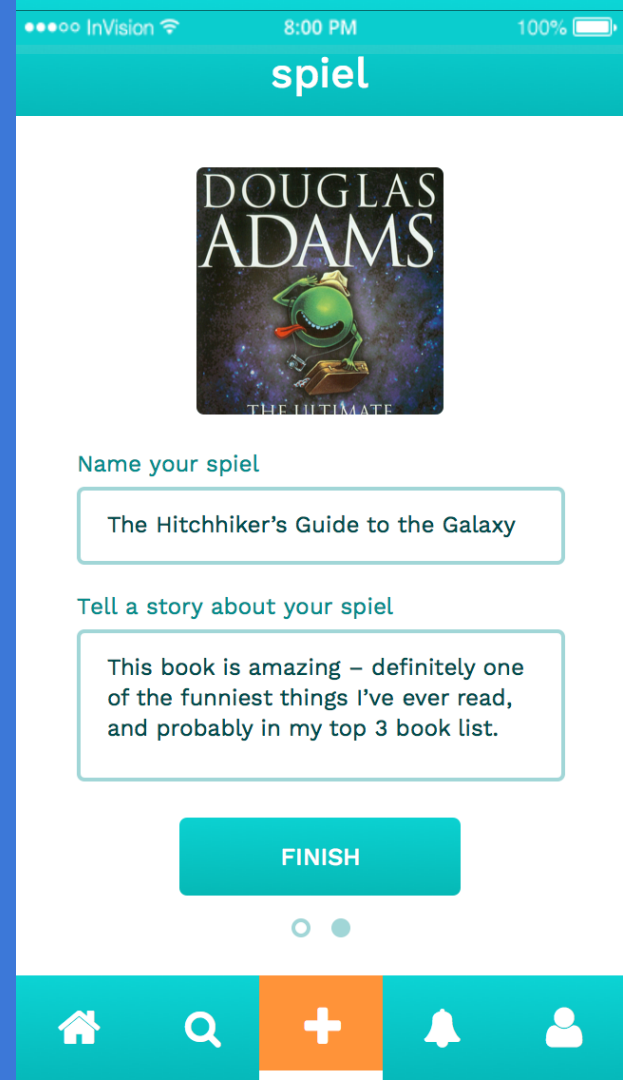 InVision 8:00 PM 100%
spiel
DOUGLAS
ADAMS
THE ULTIMATE
Name your spiel
The Hitchhiker’s Guide to the Galaxy
Tell a story about your spiel
This book is amazing – definitely one
of the funniest things I’ve ever read,
and probably in my top 3 book list.
FINISH